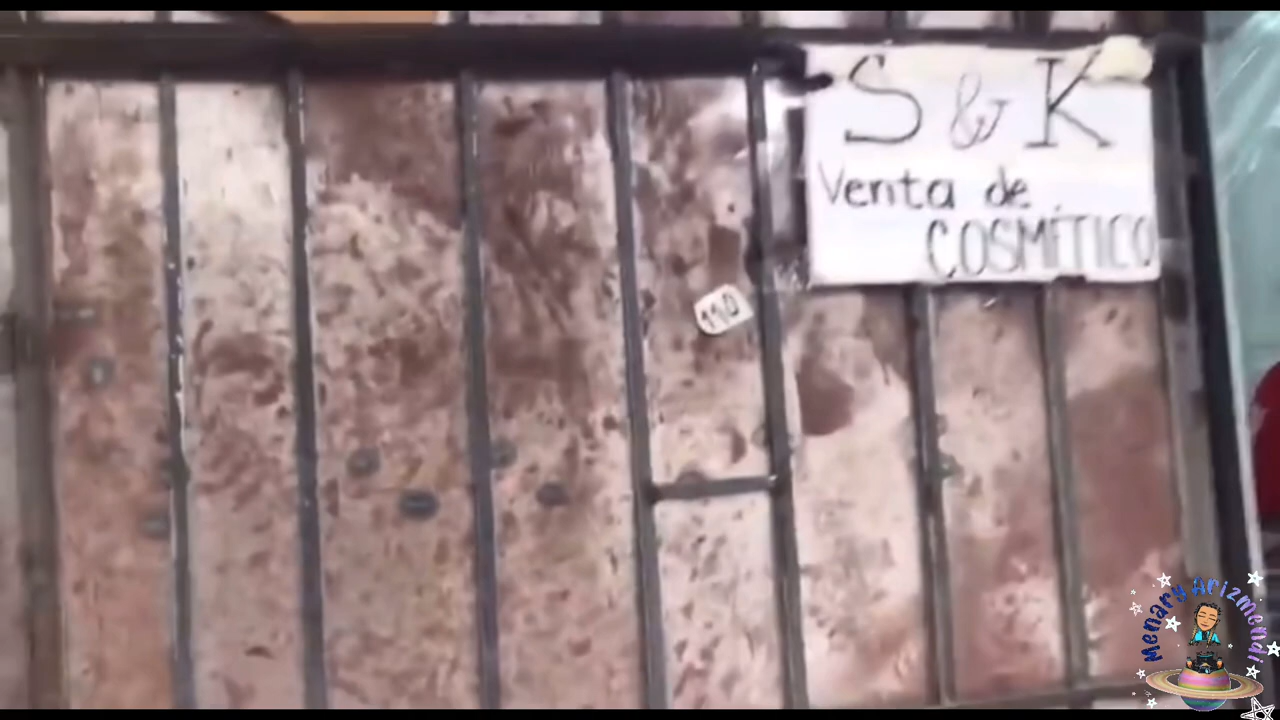 S & K
Venta de
COSMÉTICO
110
Menary Arizmendi